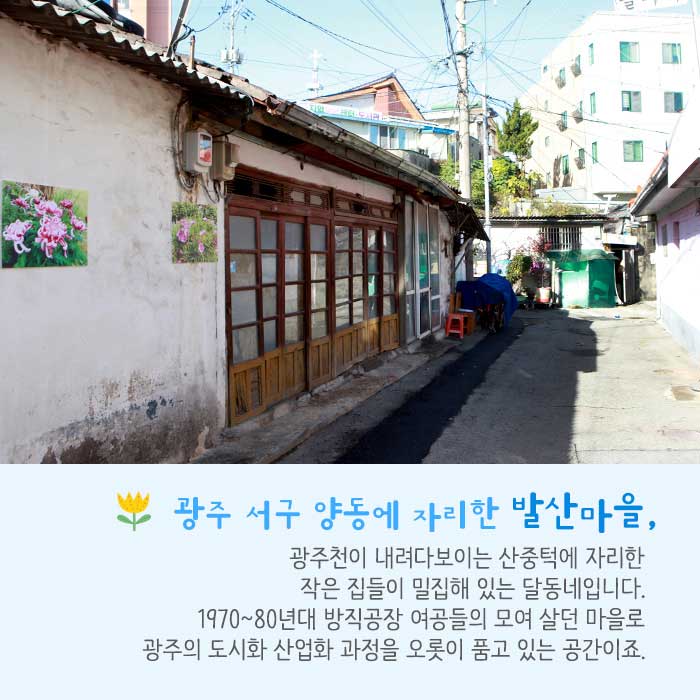 광주 서구 양동에 자리한 발산마을,
광주천이 내려다보이는 산중턱에 자리한
작은 집들이 밀집해 있는 달동네입니다.
1970~80년대 방직공장 여공들의 모여 살던 마을로
광주의 도시화 산업화 과정을 오롯이 품고 있는 공간이죠.